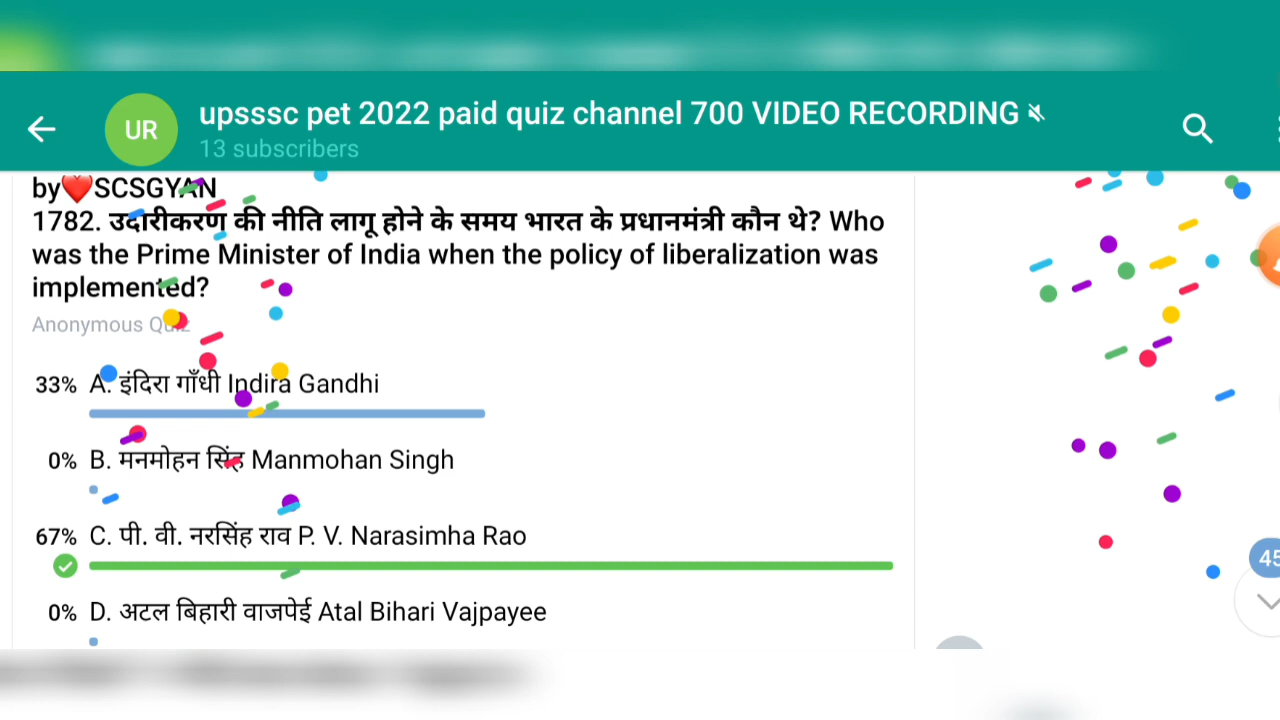 UR
upsssc pet 2022 paid quiz channel 700 VIDEO RECORDING
13 subscribers
by❤️SCSGYAN
1782. उदारीकरण की नीति लागू होने के समय भारत के प्रधानमंत्री कौन थे? Who
was the Prime Minister of India when the policy of liberalization was
implemented?
Anonymous Quiz
33% A. इंदिरा गाँधी Indira Gandhi
0% B. मनमोहन सिंह Manmohan Singh
67% C. पी. वी. नरसिंह राव P. V. Narasimha Rao
0% D. अटल बिहारी वाजपेई Atal Bihari Vajpayee